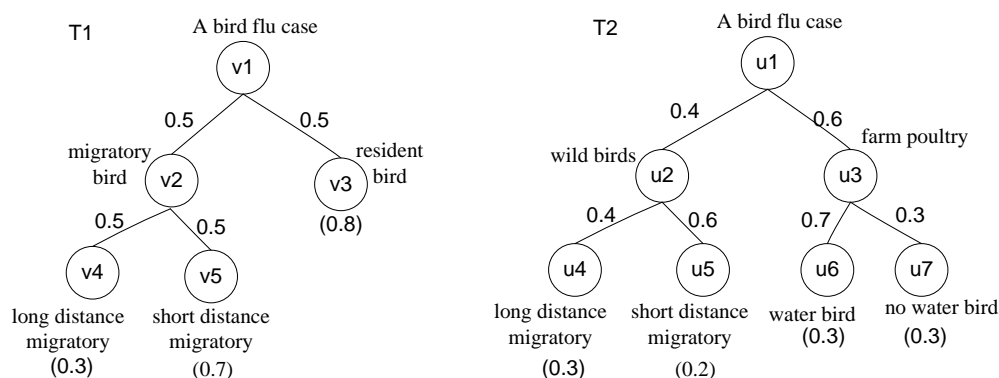 T1
A bird flu case
v1
0.5
0.5
migratory
bird
v2
resident
bird
v3
(0.8)
0.5
0.5
v4
v5
long distance
migratory
(0.3)
short distance
migratory
(0.7)
T2
A bird flu case
u1
0.4
0.6
wild birds
u2
farm poultry
u3
0.4
0.6
0.7
0.3
u4
u5
u6
u7
long distance
migratory
(0.3)
short distance
migratory
(0.2)
water bird
(0.3)
no water bird
(0.3)